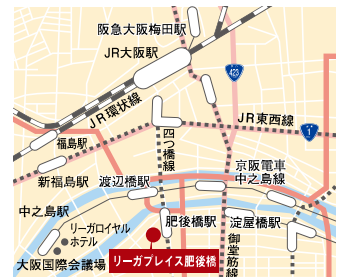 阪急大阪梅田駅
JR大阪駅
423
JR環状線
JR東西線
1
福島駅
四つ橋線
新福島駅
渡辺橋駅
京阪電車
中之島線
中之島駅
リーガロイヤル
ホテル
肥後橋駅
淀屋橋駅
御堂筋線
大阪国際会議場
リーガプレイス肥後橋